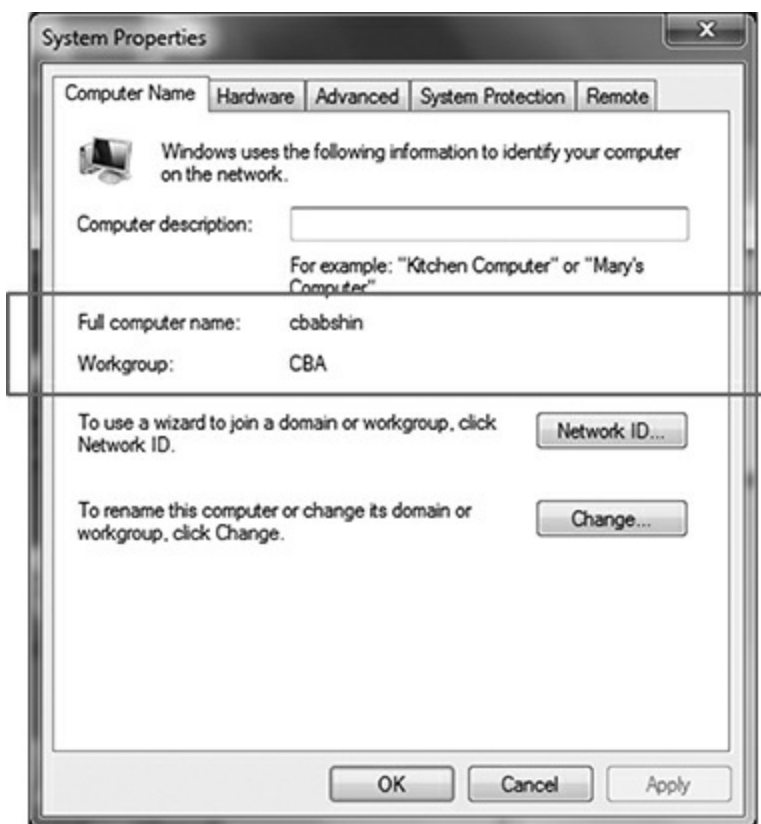 System Properties
Computer Name Hardware Advanced System Protection Remote
Windows uses the following information to identify your computer
on the network.
Computer description:
For example: "Kitchen Computer" or "Mary's
Computer"
Full computer name: cbabshin
Workgroup: CBA
To use a wizard to join a domain or workgroup, click
Network ID.
Network ID...
To rename this computer or change its domain or
workgroup, click Change.
Change...
OK Cancel Apply